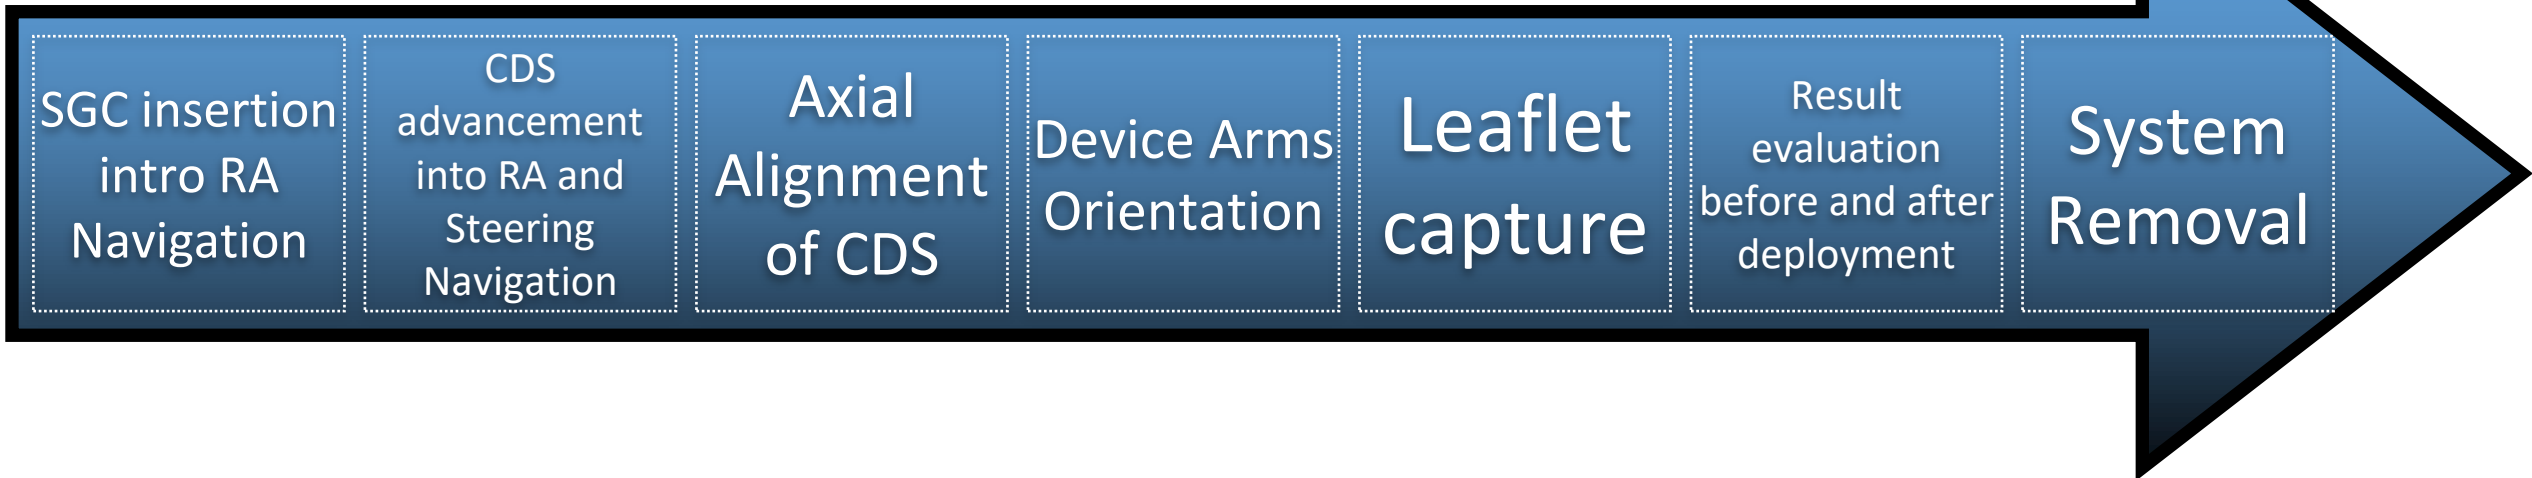 SGC insertion
intro RA
Navigation
CDS
advancement
into RA and
Steering
Navigation
Axial
Alignment
of CDS
Device Arms
Orientation
Leaflet
capture
Result
evaluation
before and after
deployment
System
Removal